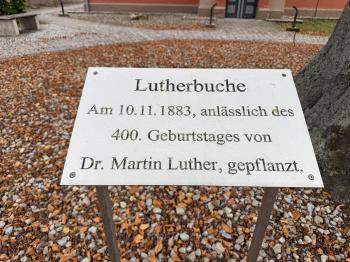 Lutherbuche
Am 10.11.1883, anlässlich des
400. Geburtstages von
Dr. Martin Luther, gepflanzt.